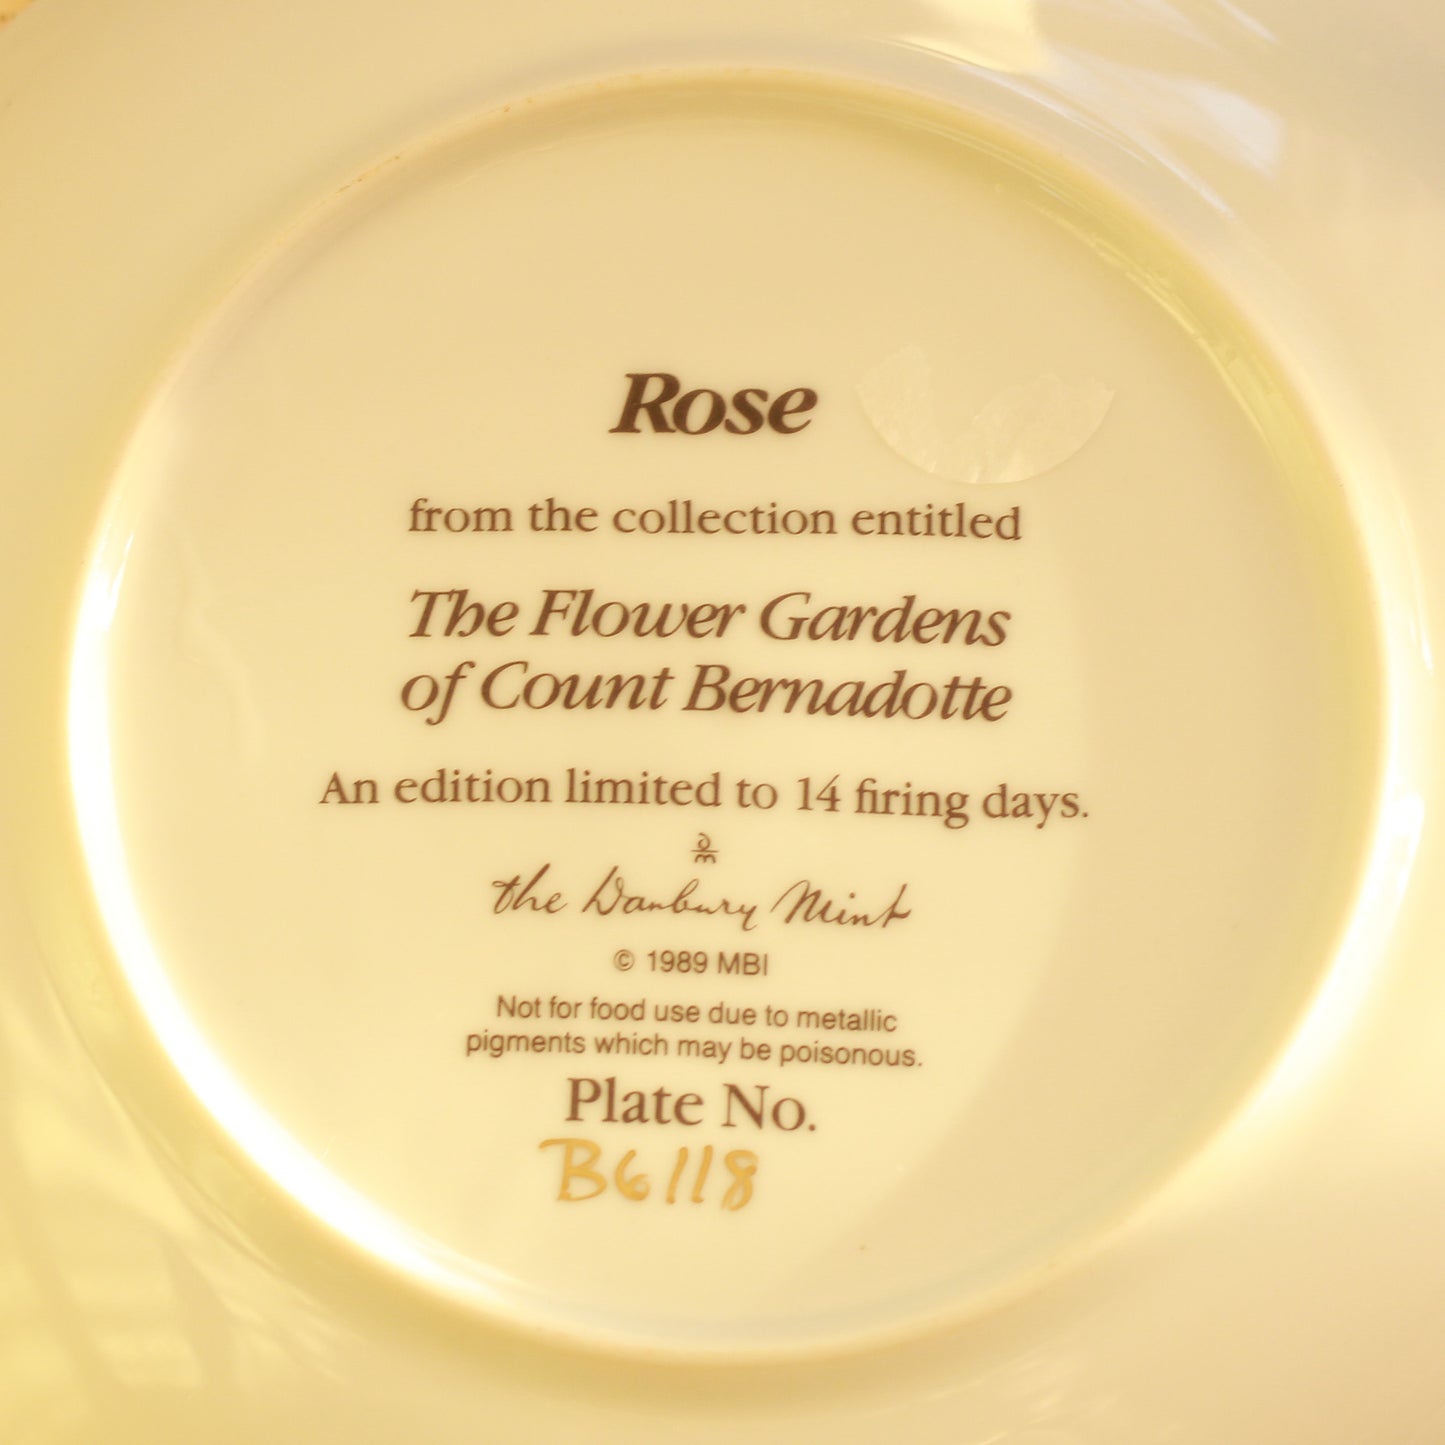 Rose
from the collection entitled
The Flower Gardens
of Count Bernadotte
An edition limited to 14 firing days.
dm
the Danbury Mint
© 1989 MBI
Not for food use due to metallic
pigments which may be poisonous.
Plate No.
B6118